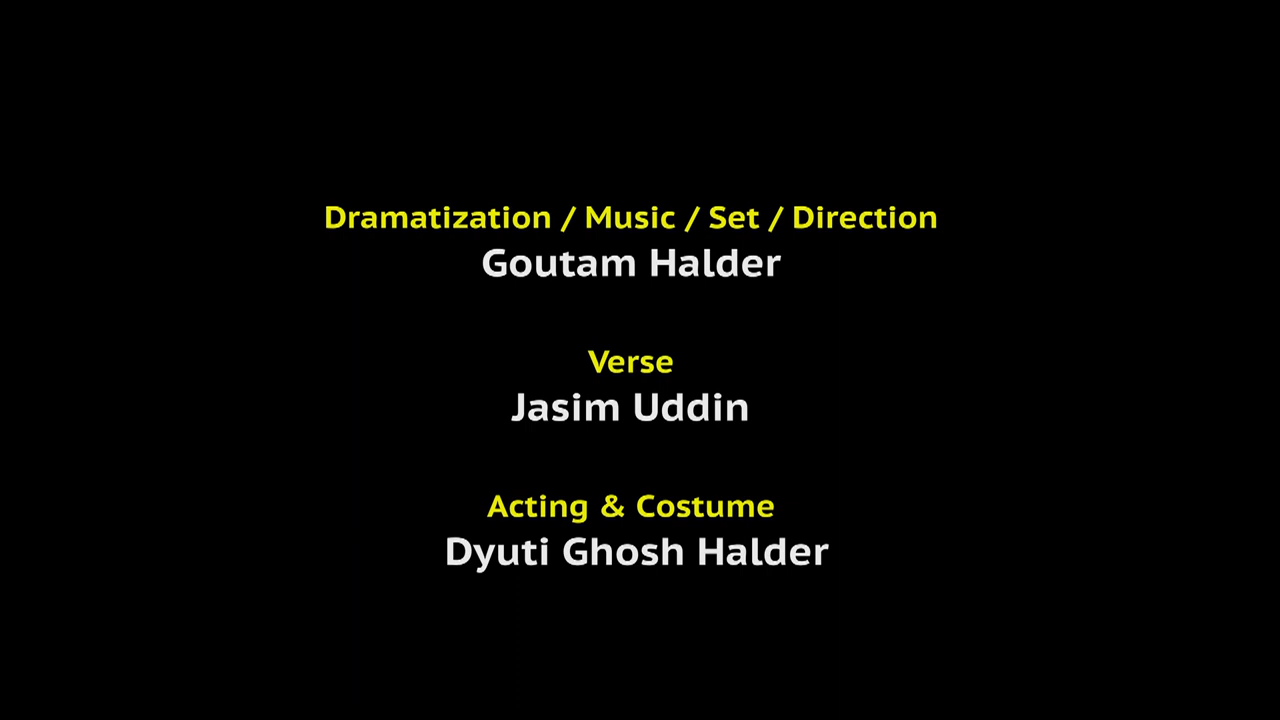 Dramatization / Music / Set / Direction
Goutam Halder
Verse
Jasim Uddin
Acting & Costume
Dyuti Ghosh Halder